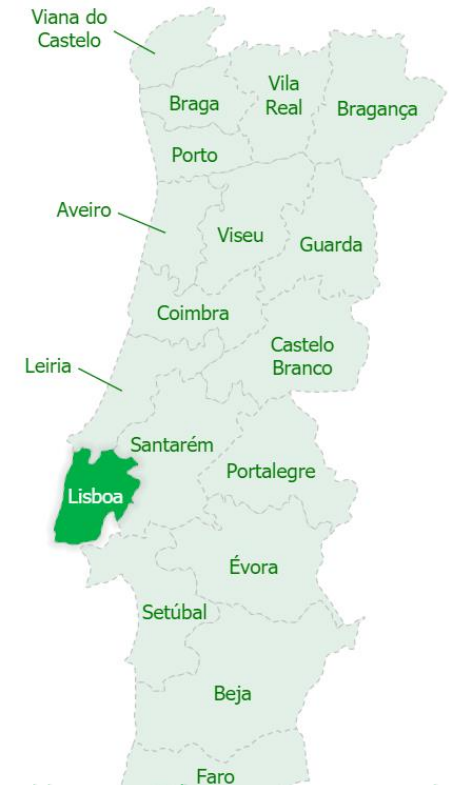 Viana do
Castelo
Braga
Vila
Real
Bragança
Porto
Aveiro
Viseu
Guarda
Coimbra
Castelo
Branco
Leiria
Santarém
Portalegre
Lisboa
Évora
Setúbal
Beja
Faro